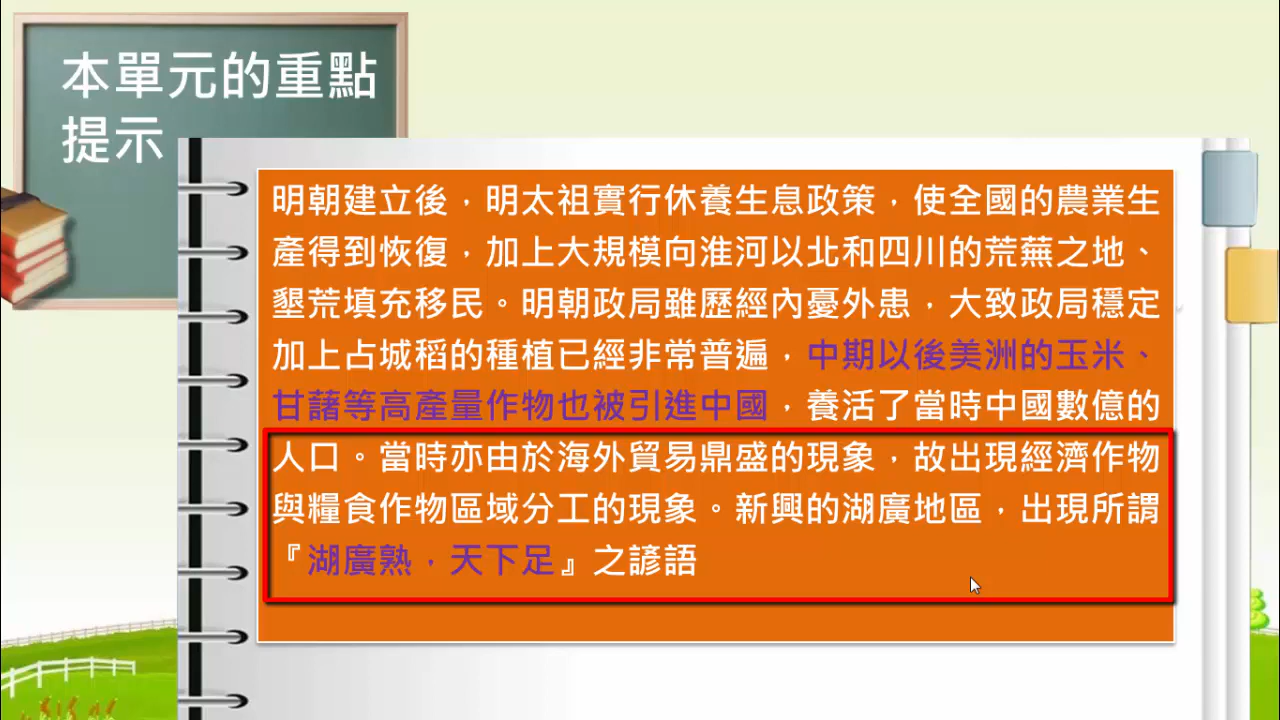 本單元的重點
提示
明朝建立後，明太祖實行休養生息政策，使全國的農業生
產得到恢復，加上大規模向淮河以北和四川的荒蕪之地、
墾荒填充移民。明朝政局雖歷經內憂外患，大致政局穩定
加上占城稻的種植已經非常普遍，中期以後美洲的玉米、
甘藷等高產量作物也被引進中國，養活了當時中國數億的
人口。當時亦由於海外貿易鼎盛的現象，故出現經濟作物
與糧食作物區域分工的現象。新興的湖廣地區，出現所謂
『湖廣熟，天下足』之諺語